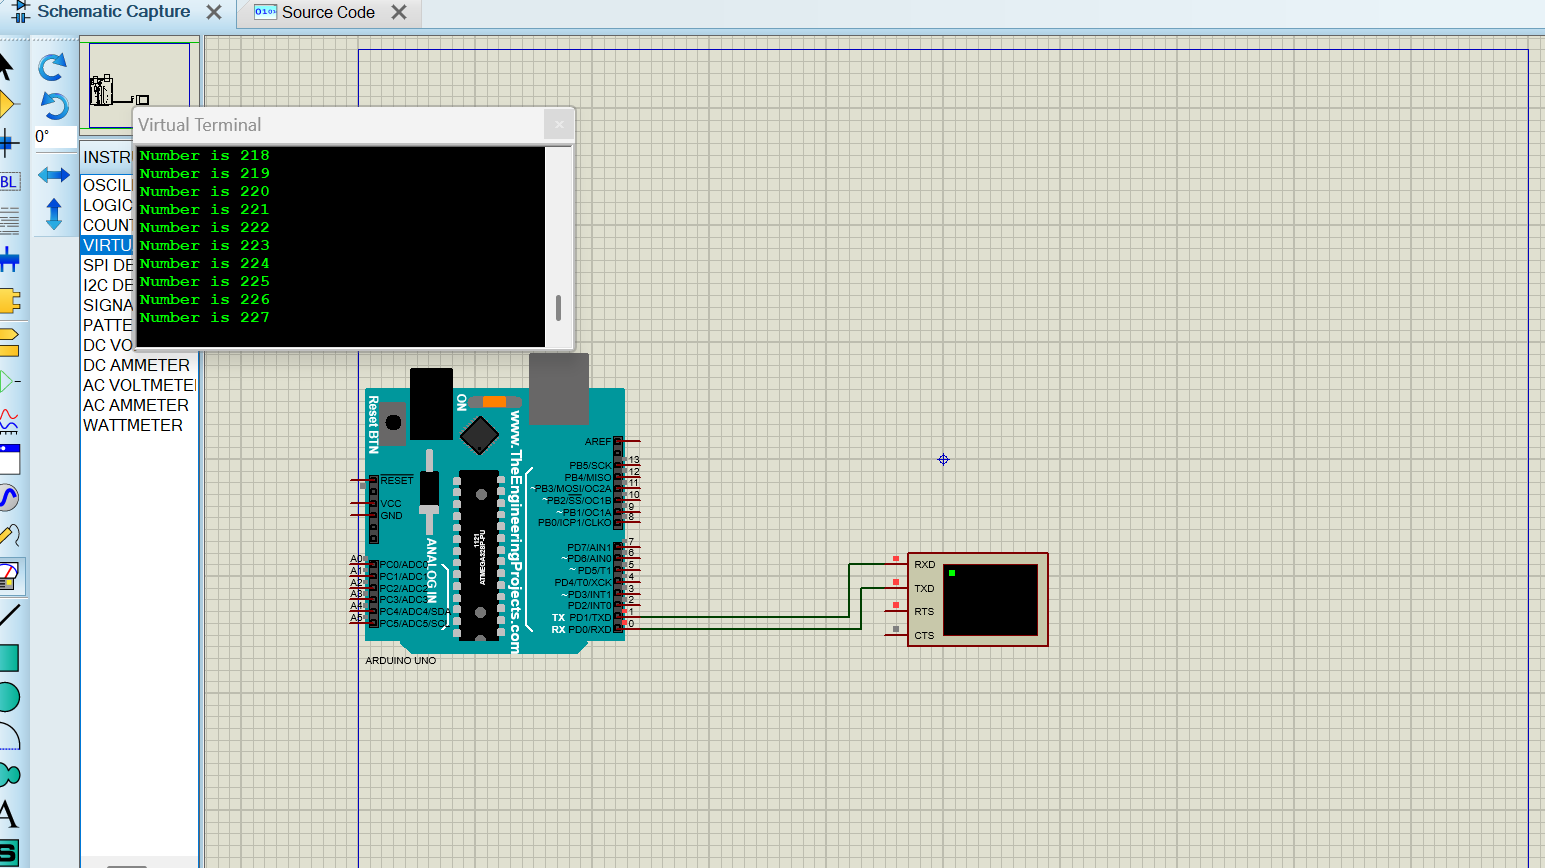 Schematic Capture
Source Code
0°
BL
INSTR
OSCIL
LOGIC
COUNT
VIRTU
SPI DE
I2C DE
SIGNA
PATTE
DC VO
DC AMMETER
AC VOLTMETE
AC AMMETER
WATTMETER
Virtual Terminal
Number is 218
Number is 219
Number is 220
Number is 221
Number is 222
Number is 223
Number is 224
Number is 225
Number is 226
Number is 227
Reset BTN
ON
www.TheEngineeringProjects.com
ANALOG IN
ATMEGA328P-PU
1121
RESET
VCC
GND
A0 PC0/ADC0
A1 PC1/ADC1
A2 PC2/ADC2
A3 PC3/ADC3
A4 PC4/ADC4/SDA
A5 PC5/ADC5/SCL
AREF
PB5/SCK 13
PB4/MISO 12
~PB3/MOSI/OC2A 11
~PB2/SS/OC1B 10
~PB1/OC1A 9
PB0/ICP1/CLKO 8
PD7/AIN1 7
~PD6/AIN0 6
~PD5/T1 5
PD4/T0/XCK 4
~PD3/INT1 3
PD2/INT0 2
TX PD1/TXD 1
RX PD0/RXD 0
ARDUINO UNO
RXD
TXD
RTS
CTS
A
S